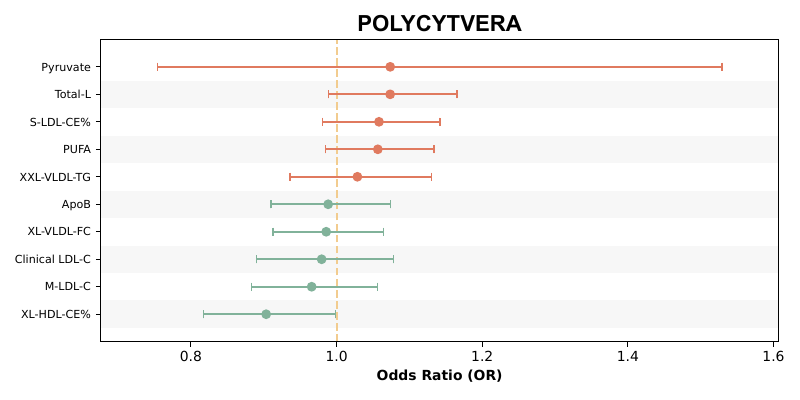 POLYCYTVERA
Pyruvate
Total-L
S-LDL-CE%
PUFA
XXL-VLDL-TG
ApoB
XL-VLDL-FC
Clinical LDL-C
M-LDL-C
XL-HDL-CE%
0.8 1.0 1.2 1.4 1.6
Odds Ratio (OR)